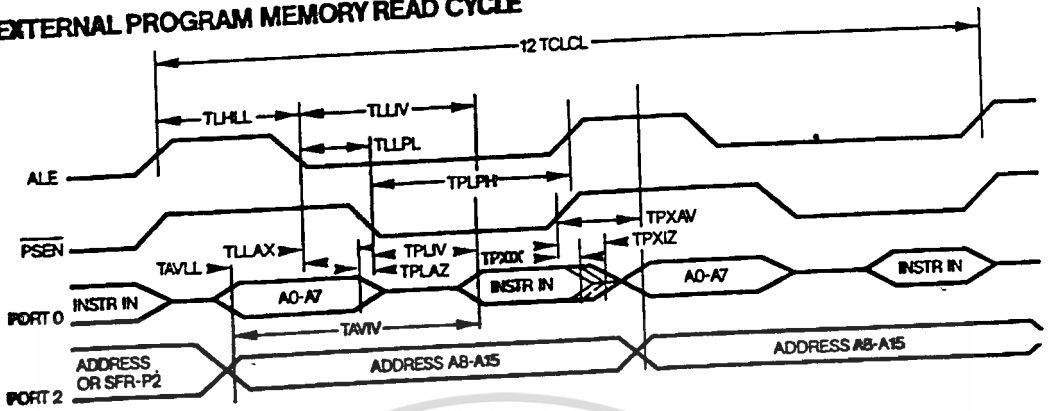 EXTERNAL PROGRAM MEMORY READ CYCLE
12 TCLCL
TLHLL
TLLIV
TLLPL
ALE
TPLPH
PSEN
TPXAV
TLLAX
TPLIV
TPXIX
TPXIZ
TAVLL
TPLAZ
PORT 0
INSTR IN
A0-A7
INSTR IN
A0-A7
INSTR IN
TAVIV
PORT 2
ADDRESS
OR SFR-P2
ADDRESS A8-A15
ADDRESS A8-A15